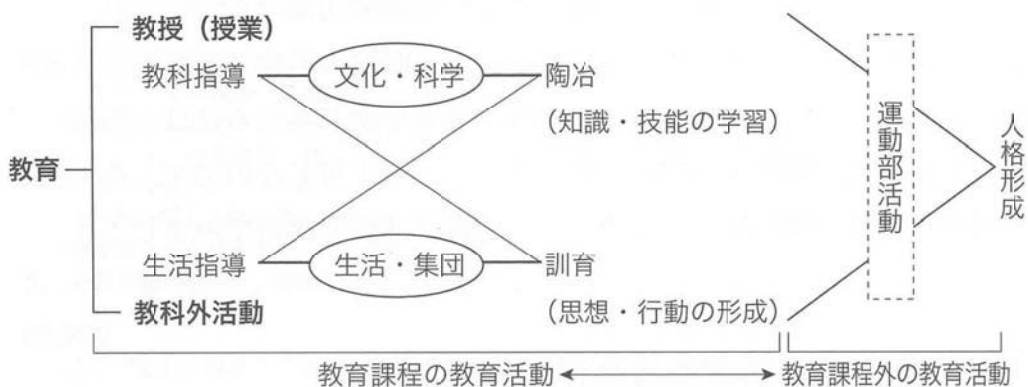 教授（授業）
教科指導
文化・科学
陶冶
（知識・技能の学習）
教育
運動部活動
人格形成
生活指導
生活・集団
訓育
教科外活動
（思想・行動の形成）
教育課程の教育活動
教育課程外の教育活動